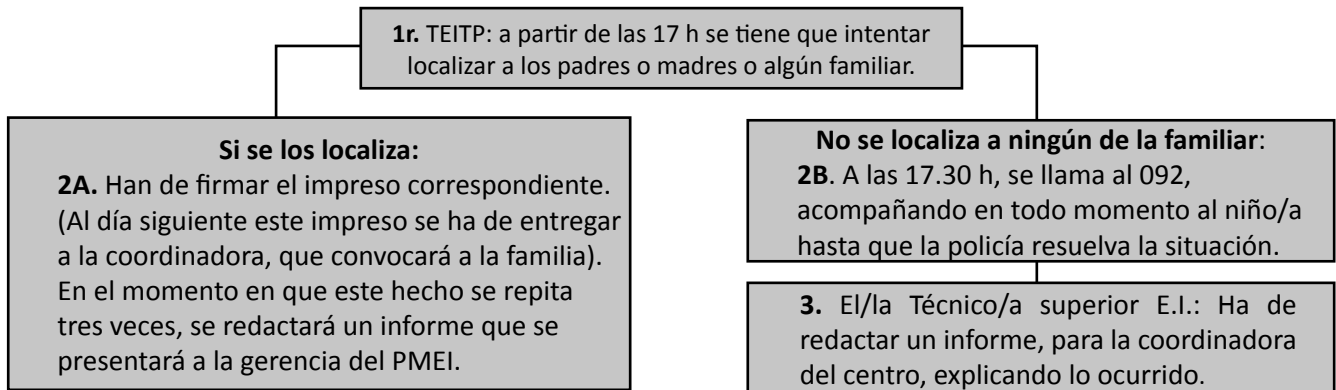 1r. TEITP: a partir de las 17 h se tiene que intentar
localizar a los padres o madres o algún familiar.
Si se los localiza:
2A. Han de firmar el impreso correspondiente.
(Al día siguiente este impreso se ha de entregar
a la coordinadora, que convocará a la familia).
En el momento en que este hecho se repita
tres veces, se redactará un informe que se
presentará a la gerencia del PMEI.
No se localiza a ningún de la familiar:
2B. A las 17.30 h, se llama al 092,
acompañando en todo momento al niño/a
hasta que la policía resuelva la situación.
3. El/la Técnico/a superior E.I.: Ha de
redactar un informe, para la coordinadora
del centro, explicando lo ocurrido.